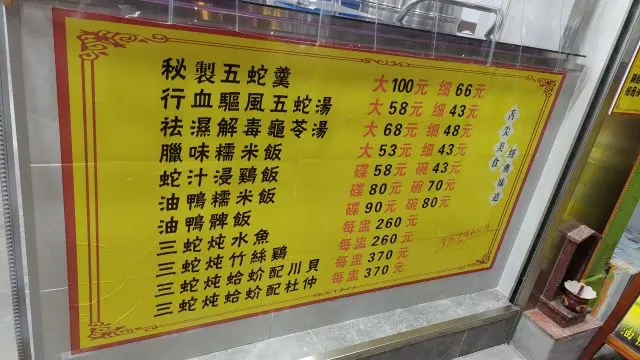 秘製五蛇羹 大100元 细66元
行血驅風五蛇湯 大58元 细43元
祛濕解毒龜苓湯 大68元 细48元
臘味糯米飯 大53元 细43元
蛇汁浸鷄飯 碟58元 碗43元
油鴨糯米飯 碟80元 碗70元
油鴨髀飯 碟90元 碗80元
三蛇炖水魚 每盅260元
三蛇炖竹絲鷄 每盅260元
三蛇炖蛤蚧配川貝 每盅370元
三蛇炖蛤蚧配杜仲 每盅370元
舌尖美食
經典味道